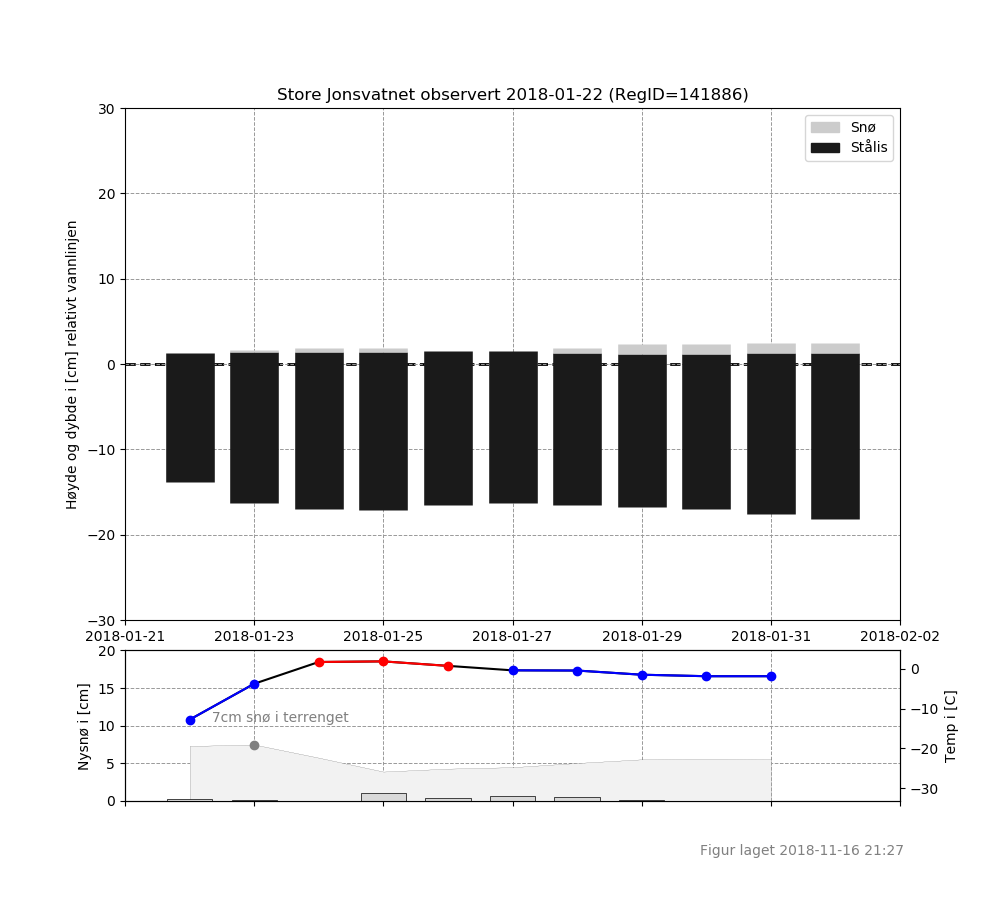 Store Jonsvatnet observert 2018-01-22 (RegID=141886)
Snø
Stålis
Høyde og dybde i [cm] relativt vannlinjen
30
20
10
0
−10
−20
−30
2018-01-21 2018-01-23 2018-01-25 2018-01-27 2018-01-29 2018-01-31 2018-02-02
Nysnø i [cm]
20
15
10
5
0
7cm snø i terrenget
0
−10
−20
−30
Temp i [C]
Figur laget 2018-11-16 21:27